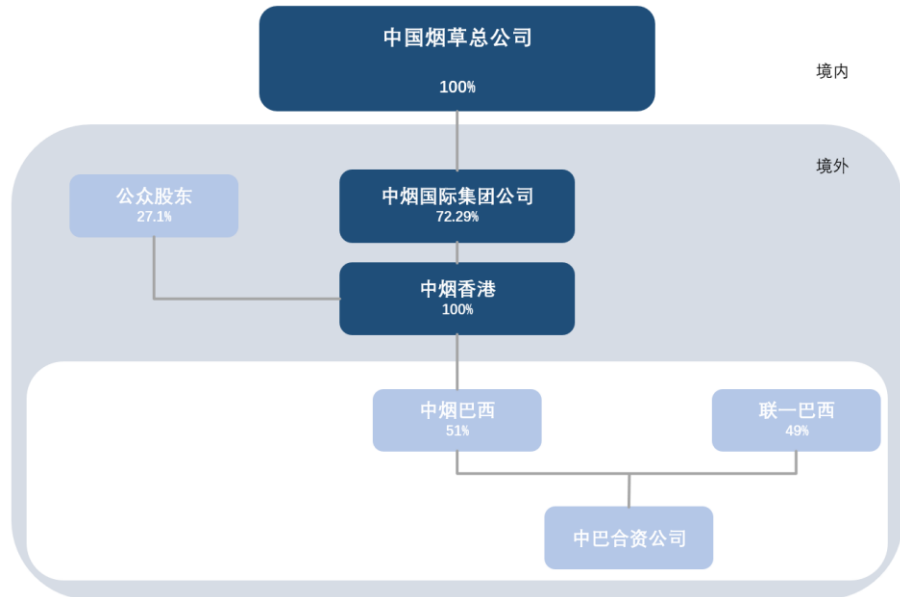 中国烟草总公司
100%
境内
境外
公众股东
27.1%
中烟国际集团公司
72.29%
中烟香港
100%
中烟巴西
51%
联一巴西
49%
中巴合资公司